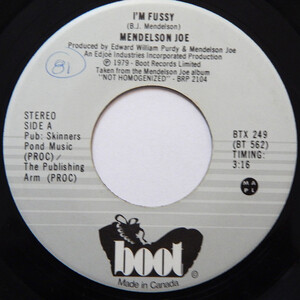 I'M FUSSY
(B.J. Mendelson)
MENDELSON JOE
Produced by Edward William Purdy & Mendelson Joe
An Edjoe Industries Incorporated Production
℗ 1979 - Boot Records Limited
Taken from the Mendelson Joe album
"NOT HOMOGENIZED" - BRP 2104
81
STEREO
SIDE A
Pub: Skinners
Pond Music
(PROC)/
The Publishing
Arm (PROC)
BTX 249
(BT 562)
TIMING:
3:16
M A
P L
boot
Made in Canada